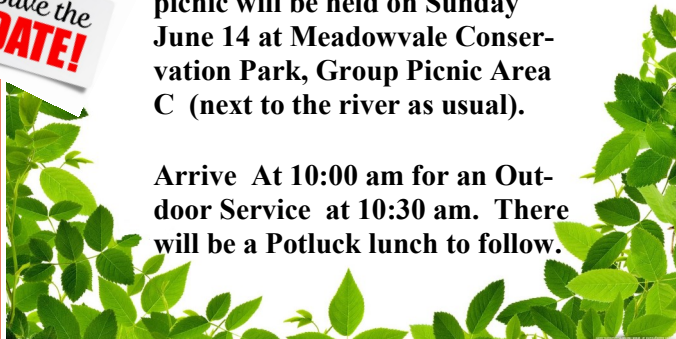 the
DATE!
picnic will be held on Sunday
June 14 at Meadowvale Conser-
vation Park, Group Picnic Area
C (next to the river as usual).
Arrive At 10:00 am for an Out-
door Service at 10:30 am. There
will be a Potluck lunch to follow.